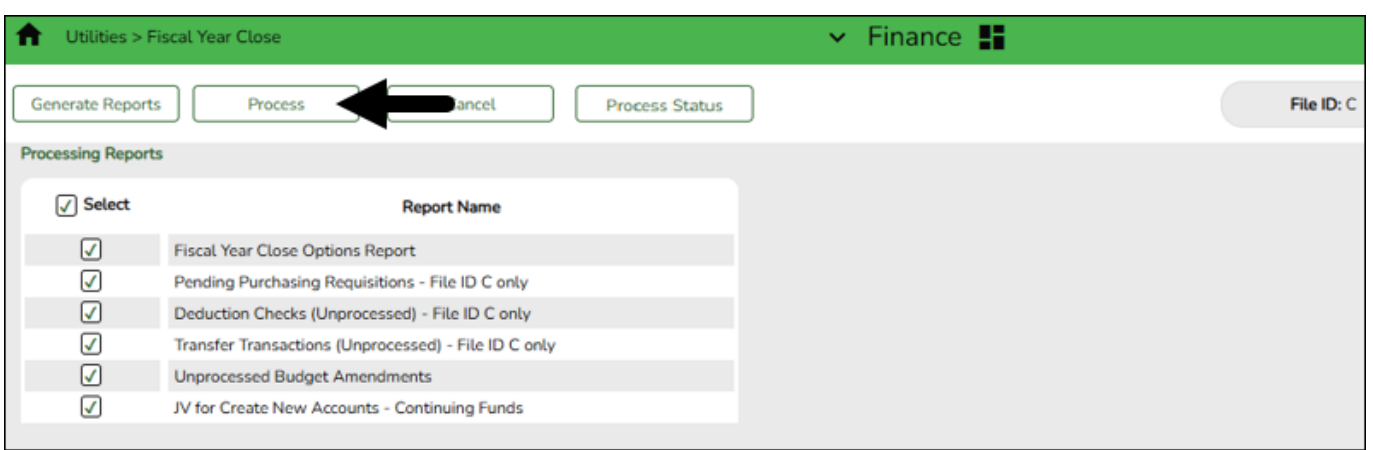 Utilities > Fiscal Year Close
Finance
Generate Reports
Process
ancel
Process Status
File ID: C
Processing Reports
Select
Report Name
Fiscal Year Close Options Report
Pending Purchasing Requisitions - File ID C only
Deduction Checks (Unprocessed) - File ID C only
Transfer Transactions (Unprocessed) - File ID C only
Unprocessed Budget Amendments
JV for Create New Accounts - Continuing Funds